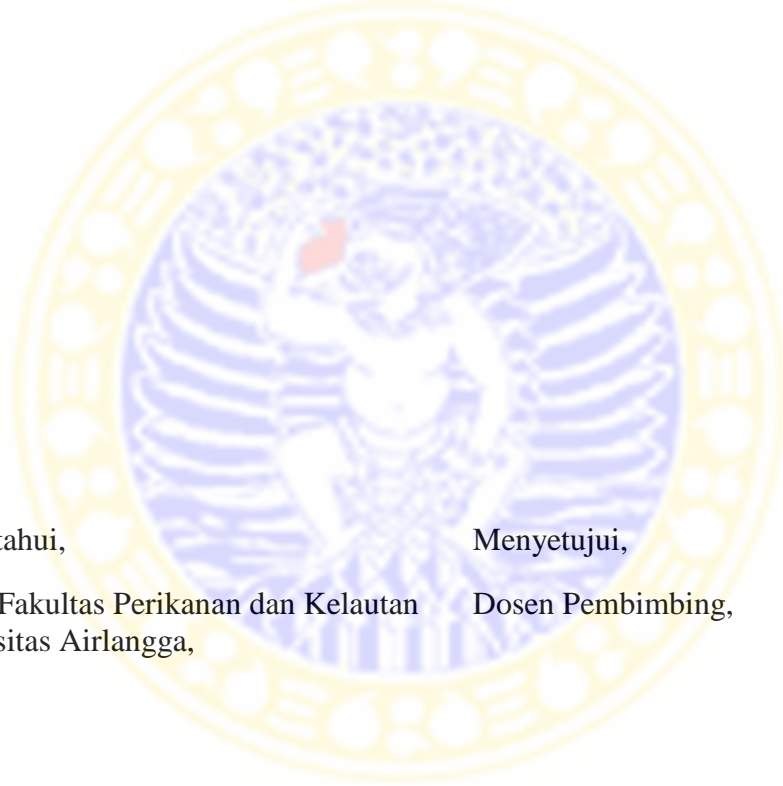 tahui,
Menyetujui,
Fakultas Perikanan dan Kelautan
Dosen Pembimbing,
sitas Airlangga,